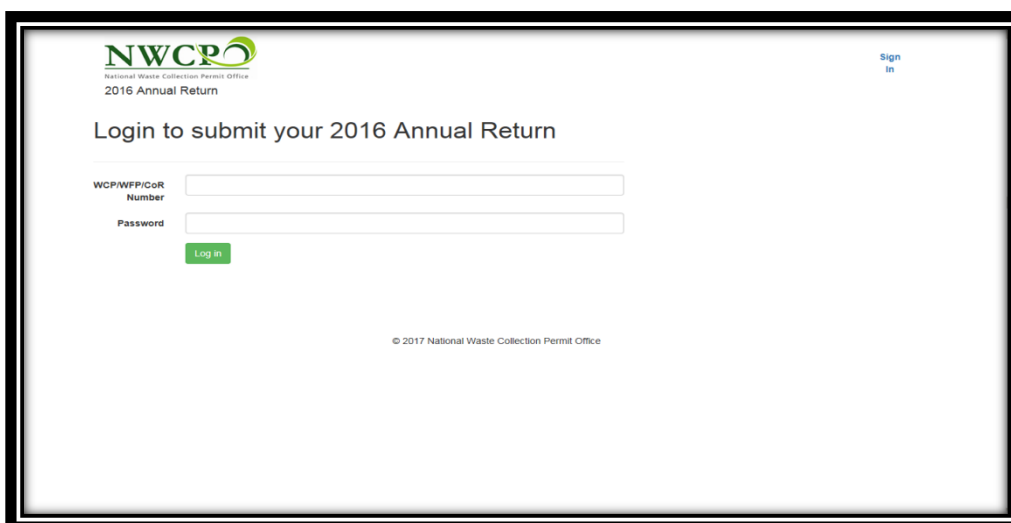 NWCPO
National Waste Collection Permit Office
2016 Annual Return
Sign
In
Login to submit your 2016 Annual Return
WCP/WFP/CoR
Number
Password
Log in
© 2017 National Waste Collection Permit Office